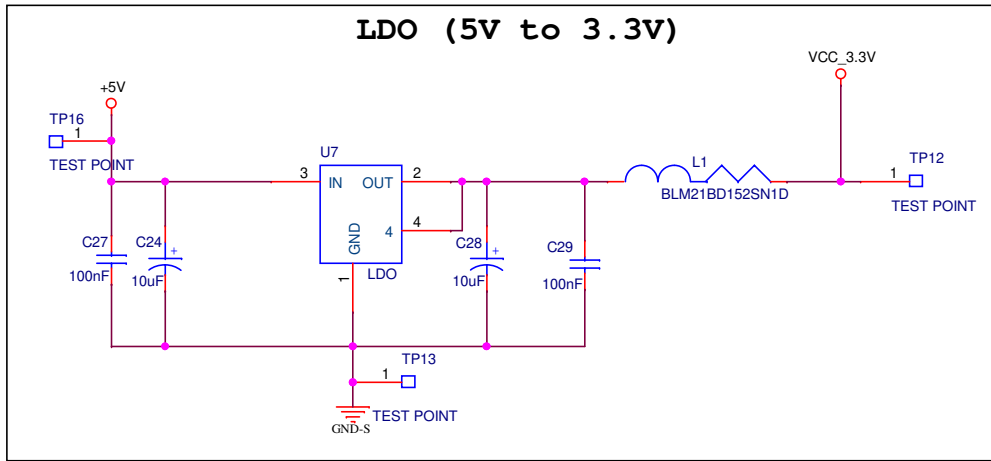 LDO (5V to 3.3V)
VCC_3.3V
+5V
TP16
1
TEST POINT
U7
3
IN
OUT
2
GND
4
4
1
LDO
L1
BLM21BD152SN1D
1
TP12
TEST POINT
C27
100nF
C24
+
10uF
C28
+
10uF
C29
100nF
TP13
1
TEST POINT
GND-S